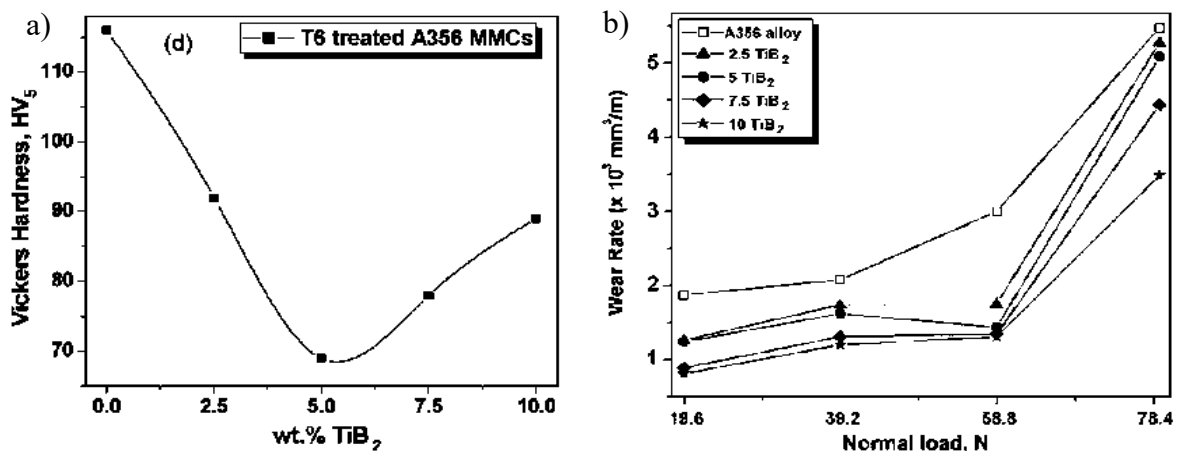 a)
(d)
T6 treated A356 MMCs
Vickers Hardness, HV5
110
100
90
80
70
0.0 2.5 5.0 7.5 10.0
wt.% TiB2
b)
A356 alloy
2.5 TiB2
5 TiB2
7.5 TiB2
10 TiB2
Wear Rate (x 10³ mm³/m)
5
4
3
2
1
19.6 39.2 58.8 78.4
Normal load, N